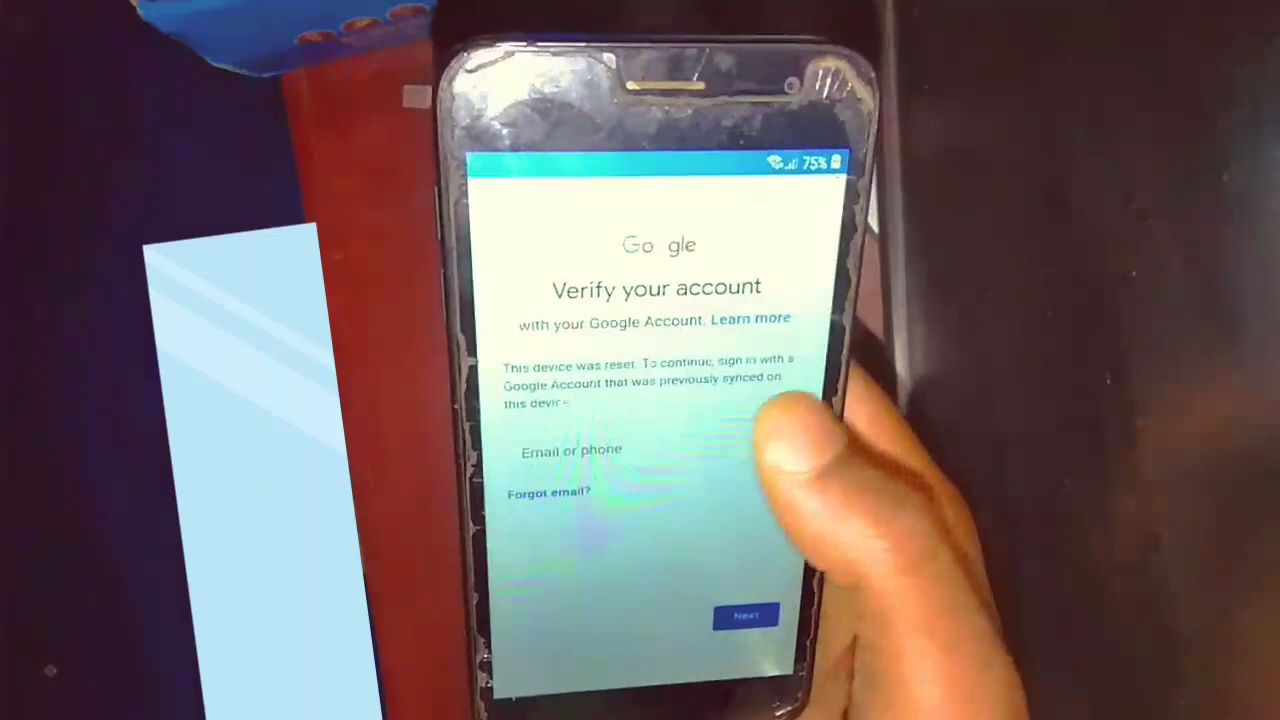 75%
Google
Verify your account
with your Google Account. Learn more
This device was reset. To continue, sign in with a
Google Account that was previously synced on
this device.
Email or phone
Forgot email?
Next